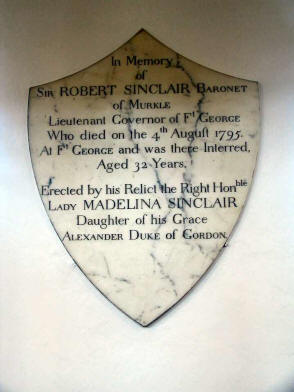 In Memory
of
Sir ROBERT SINCLAIR Baronet
of Murkle
Lieutenant Governor of Fᵗ George
Who died on the 4ᵗʰ Auguſt 1795.
At Fᵗ George and was there Interred,
Aged 32 Years.
Erected by his Relict the Right Honᵇˡᵉ
Lady MADELINA SINCLAIR
Daughter of his Grace
Alexander Duke of Gordon.